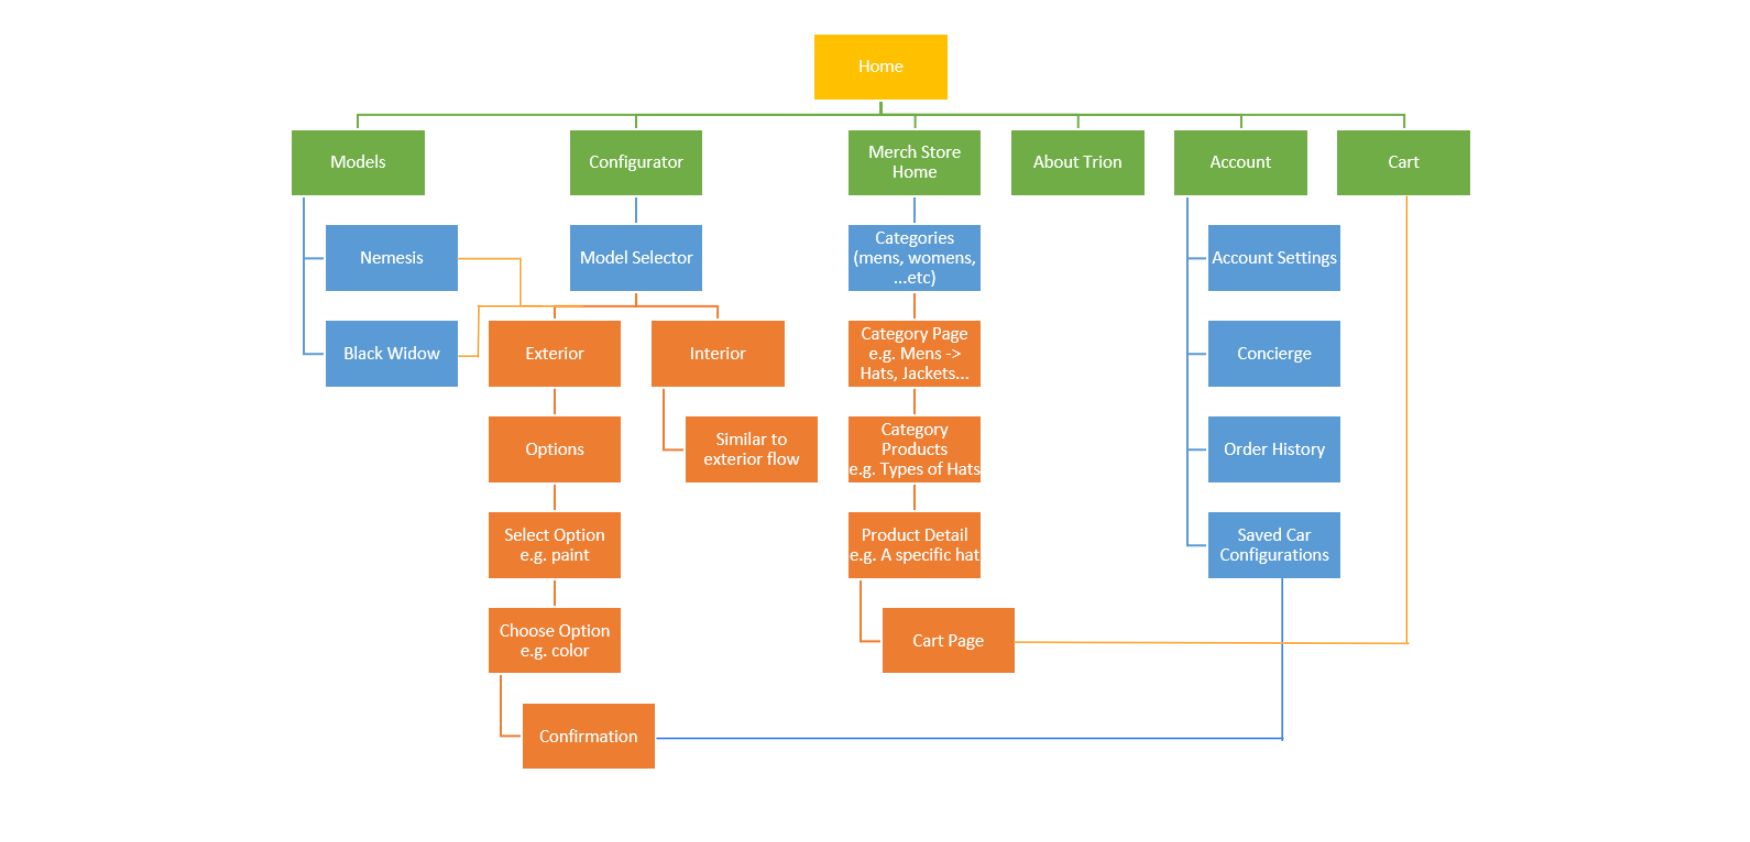 Home
Models
Configurator
Merch Store
Home
About Trion
Account
Cart
Nemesis
Model Selector
Categories
(mens, womens,
...etc)
Account Settings
Black Widow
Exterior
Interior
Category Page
e.g. Mens ->
Hats, Jackets...
Concierge
Options
Similar to
exterior flow
Category
Products
e.g. Types of Hats
Order History
Select Option
e.g. paint
Product Detail
e.g. A specific hat
Saved Car
Configurations
Choose Option
e.g. color
Cart Page
Confirmation